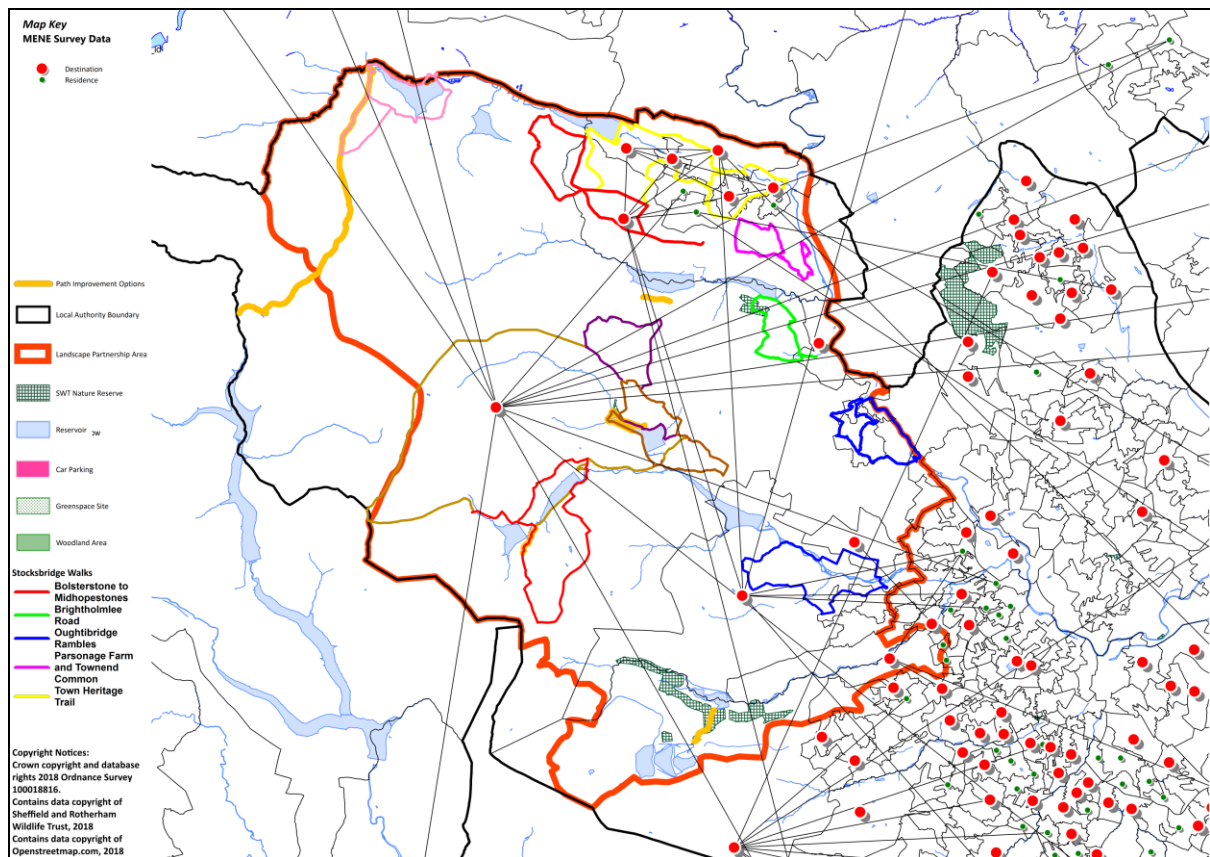 Map Key
MENE Survey Data
Destination
Residence
Path Improvement Options
Local Authority Boundary
Landscape Partnership Area
SWT Nature Reserve
Reservoir
Car Parking
Greenspace Site
Woodland Area
Stocksbridge Walks
Bolsterstone to
Midhopestones
Brightholmlee
Road
Oughtibridge
Rambles
Parsonage Farm
and Townend
Common
Town Heritage
Trail
Copyright Notices:
Crown copyright and database
rights 2018 Ordnance Survey
100018816.
Contains data copyright of
Sheffield and Rotherham
Wildlife Trust, 2018
Contains data copyright of
Openstreetmap.com, 2018